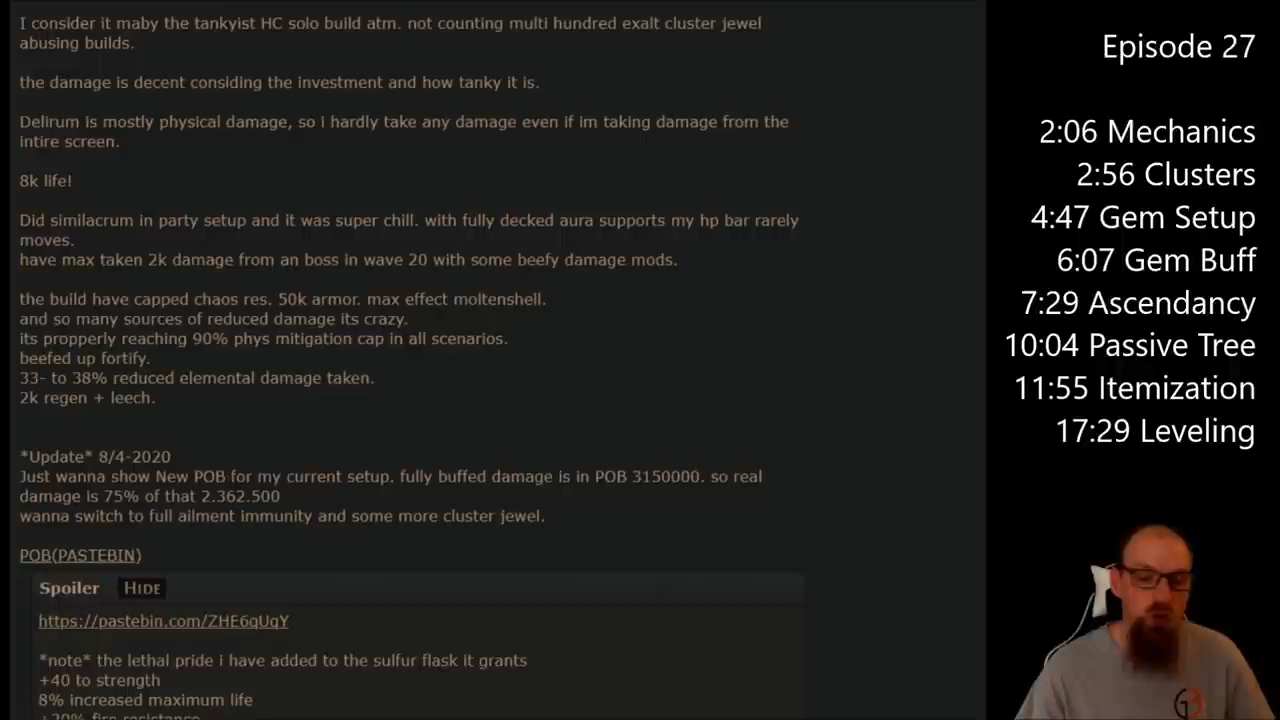 I consider it maby the tankyist HC solo build atm. not counting multi hundred exalt cluster jewel
abusing builds.
the damage is decent considering the investment and how tanky it is.
Delirum is mostly physical damage, so i hardly take any damage even if im taking damage from the
intire screen.
8k life!
Did similacrum in party setup and it was super chill. with fully decked aura supports my hp bar rarely
moves.
have max taken 2k damage from an boss in wave 20 with some beefy damage mods.
the build have capped chaos res. 50k armor. max effect moltenshell.
and so many sources of reduced damage its crazy.
its propperly reaching 90% phys mitigation cap in all scenarios.
beefed up fortify.
33- to 38% reduced elemental damage taken.
2k regen + leech.
*Update* 8/4-2020
Just wanna show New POB for my current setup. fully buffed damage is in POB 3150000. so real
damage is 75% of that 2.362.500
wanna switch to full ailment immunity and some more cluster jewel.
POB(PASTEBIN)
Spoiler HIDE
https://pastebin.com/ZHE6qUqY
*note* the lethal pride i have added to the sulfur flask it grants
+40 to strength
8% increased maximum life
+20% fire resistance
Episode 27
2:06 Mechanics
2:56 Clusters
4:47 Gem Setup
6:07 Gem Buff
7:29 Ascendancy
10:04 Passive Tree
11:55 Itemization
17:29 Leveling